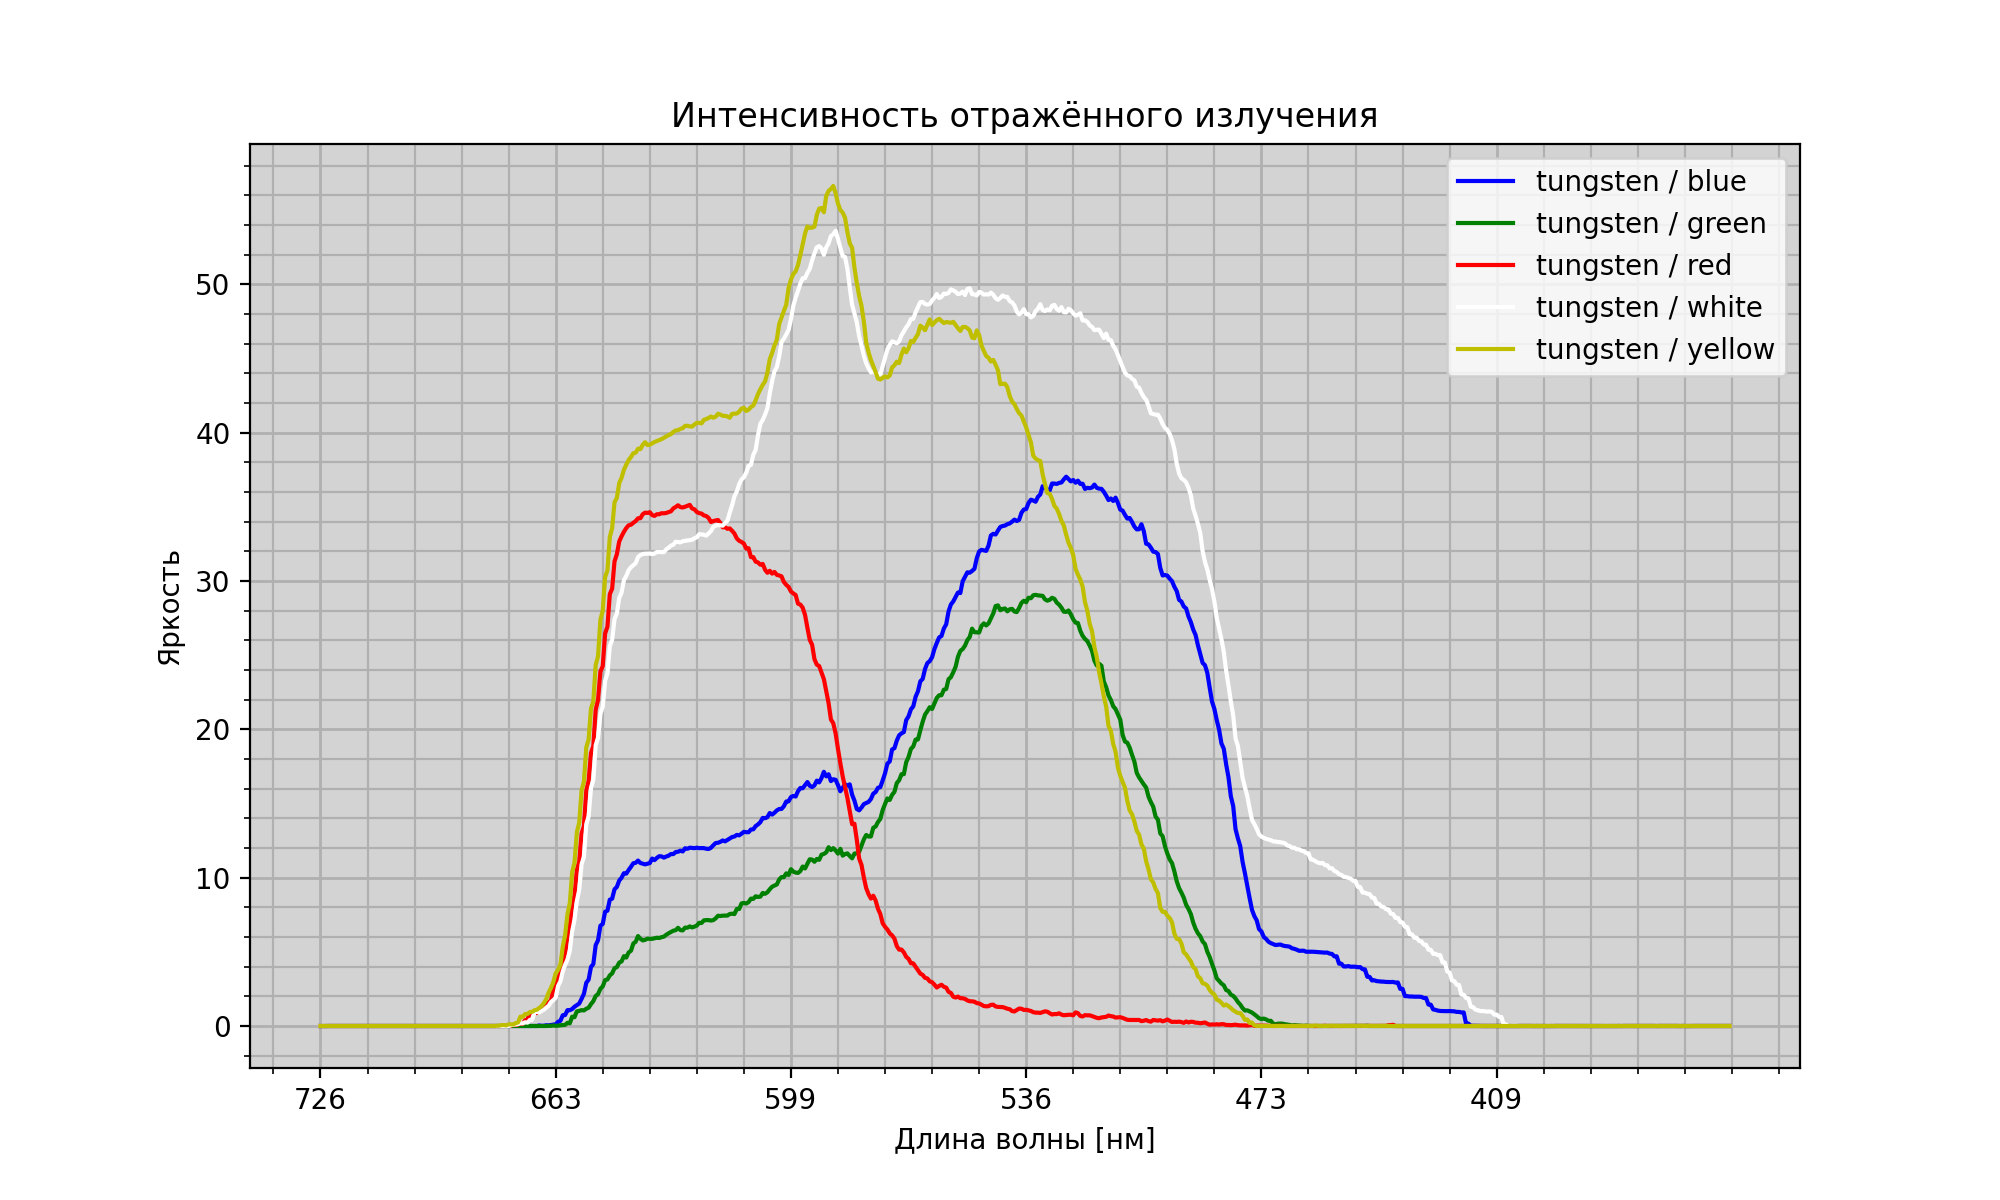 Интенсивность отражённого излучения
tungsten / blue
tungsten / green
tungsten / red
tungsten / white
tungsten / yellow
Яркость
50
40
30
20
10
0
726 663 599 536 473 409
Длина волны [нм]